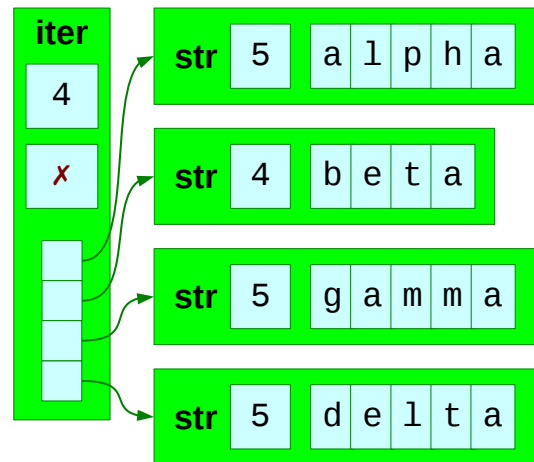 iter
4
✗
str 5 a l p h a
str 4 b e t a
str 5 g a m m a
str 5 d e l t a